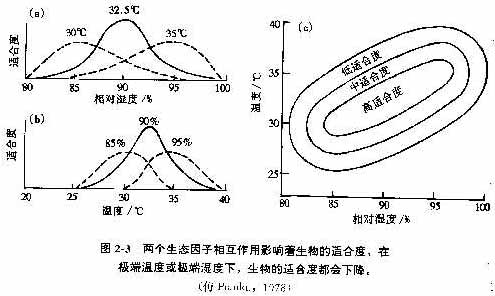 (a)
32.5℃
30℃
35℃
适合度
80 85 90 95 100
相对湿度/%
(b)
90%
85%
95%
适合度
20 25 30 35 40
温度/℃
(c)
40
35
30
25
温度/℃
低适合度
中适合度
高适合度
80 85 90 95 100
相对湿度/%
图 2-3 两个生态因子相互作用影响着生物的适合度，在
极端温度或极端湿度下，生物的适合度都会下降。
(仿 Pianka, 1978)